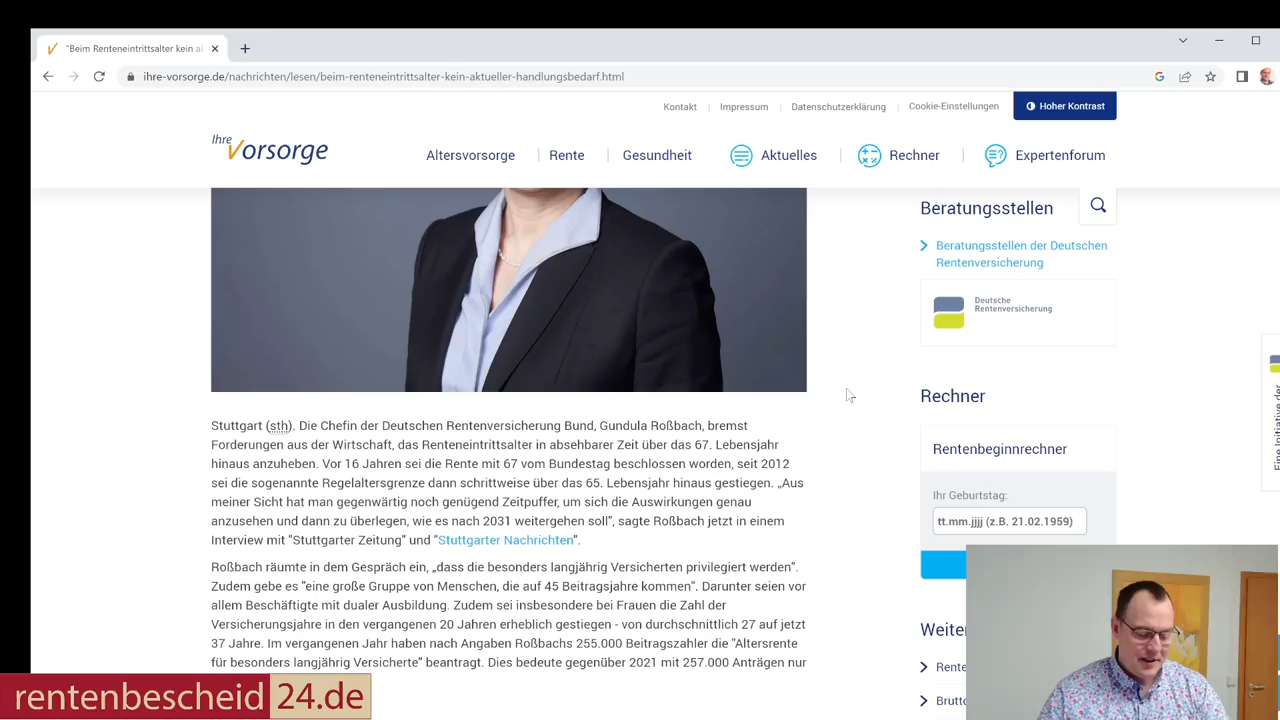 "Beim Renteneintrittsalter kein ak
ihre-vorsorge.de/nachrichten/lesen/beim-renteneintrittsalter-kein-aktueller-handlungsbedarf.html
Kontakt
Impressum
Datenschutzerklärung
Cookie-Einstellungen
Hoher Kontrast
Ihre
Vorsorge
Altersvorsorge
Rente
Gesundheit
Aktuelles
Rechner
Expertenforum
Stuttgart (sth). Die Chefin der Deutschen Rentenversicherung Bund, Gundula Roßbach, bremst
Forderungen aus der Wirtschaft, das Renteneintrittsalter in absehbarer Zeit über das 67. Lebensjahr
hinaus anzuheben. Vor 16 Jahren sei die Rente mit 67 vom Bundestag beschlossen worden, seit 2012
sei die sogenannte Regelaltersgrenze dann schrittweise über das 65. Lebensjahr hinaus gestiegen. „Aus
meiner Sicht hat man gegenwärtig noch genügend Zeitpuffer, um sich die Auswirkungen genau
anzusehen und dann zu überlegen, wie es nach 2031 weitergehen soll", sagte Roßbach jetzt in einem
Interview mit "Stuttgarter Zeitung" und "Stuttgarter Nachrichten".
Roßbach räumte in dem Gespräch ein, „dass die besonders langjährig Versicherten privilegiert werden".
Zudem gebe es "eine große Gruppe von Menschen, die auf 45 Beitragsjahre kommen". Darunter seien vor
allem Beschäftigte mit dualer Ausbildung. Zudem sei insbesondere bei Frauen die Zahl der
Versicherungsjahre in den vergangenen 20 Jahren erheblich gestiegen - von durchschnittlich 27 auf jetzt
37 Jahre. Im vergangenen Jahr haben nach Angaben Roßbachs 255.000 Beitragszahler die "Altersrente
für besonders langjährig Versicherte" beantragt. Dies bedeute gegenüber 2021 mit 257.000 Anträgen nur
Beratungsstellen
Beratungsstellen der Deutschen
Rentenversicherung
Deutsche
Rentenversicherung
Rechner
Rentenbeginnrechner
Ihr Geburtstag:
tt.mm.jjjj (z.B. 21.02.1959)
Weiter
Rente
Brutto
Eine Initiative der
rentenbescheid 24.de